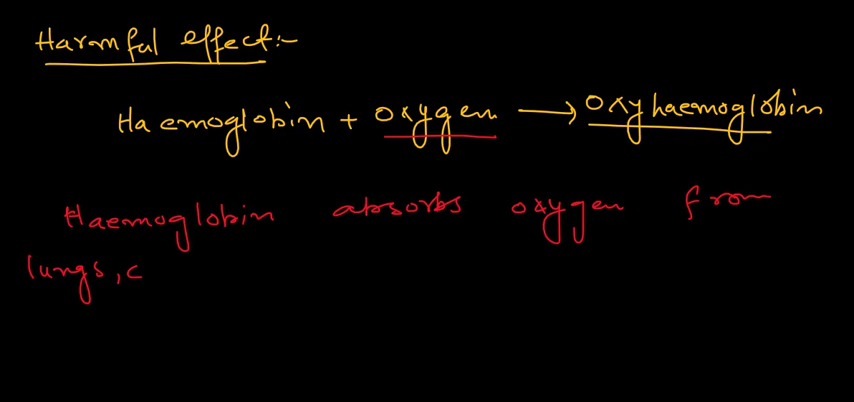 Harmful effect:-
Haemoglobin + Oxygen → Oxyhaemoglobin
Haemoglobin absorbs oxygen from
lungs, c